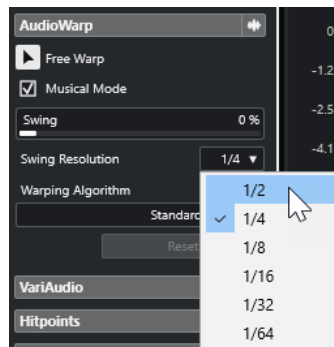 AudioWarp
0
Free Warp
-1.2
Musical Mode
-2.5
Swing 0 %
-4.1
Swing Resolution 1/4
Warping Algorithm
1/2
Standard
1/4
Reset
1/8
1/16
VariAudio
1/32
Hitpoints
1/64